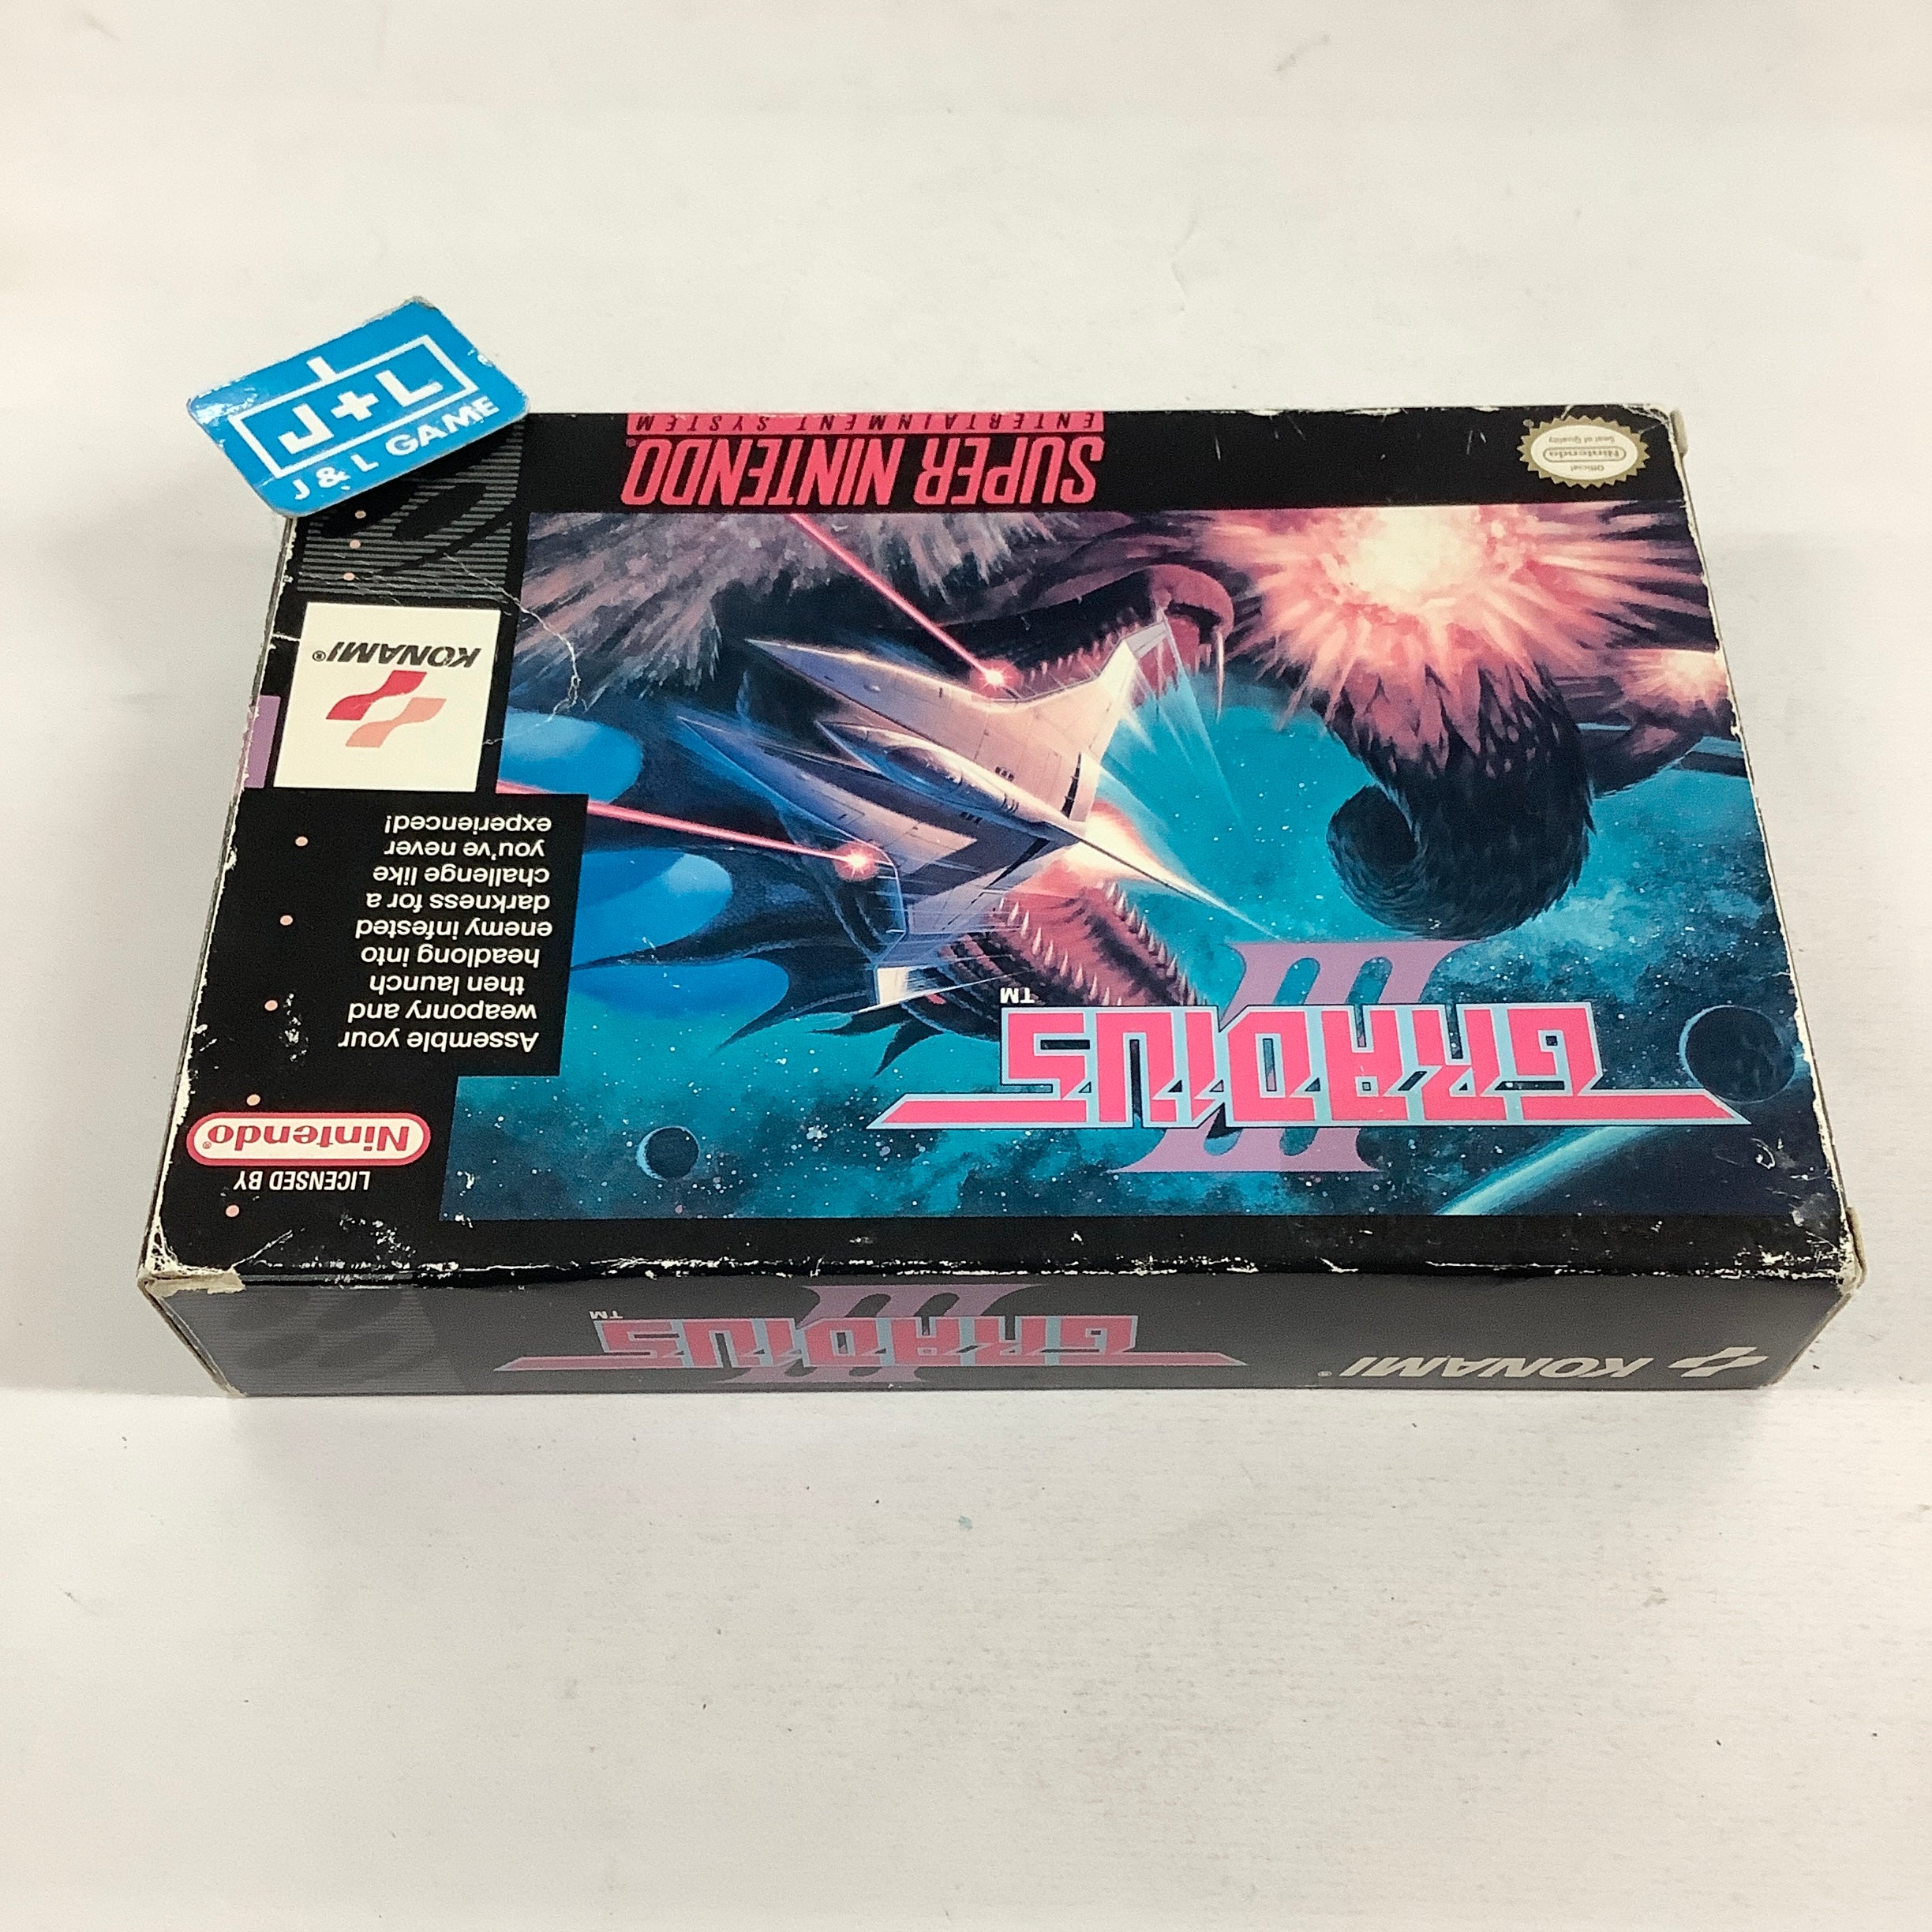 J+L
J & L GAME
SUPER NINTENDO
ENTERTAINMENT SYSTEM
Official
Nintendo
Seal of Quality
KONAMI®
GRADIUS
III
TM
Assemble your
weaponry and
then launch
headlong into
enemy infested
darkness for a
challenge like
you've never
experienced!
LICENSED BY
Nintendo®
KONAMI®
GRADIUS
III
TM